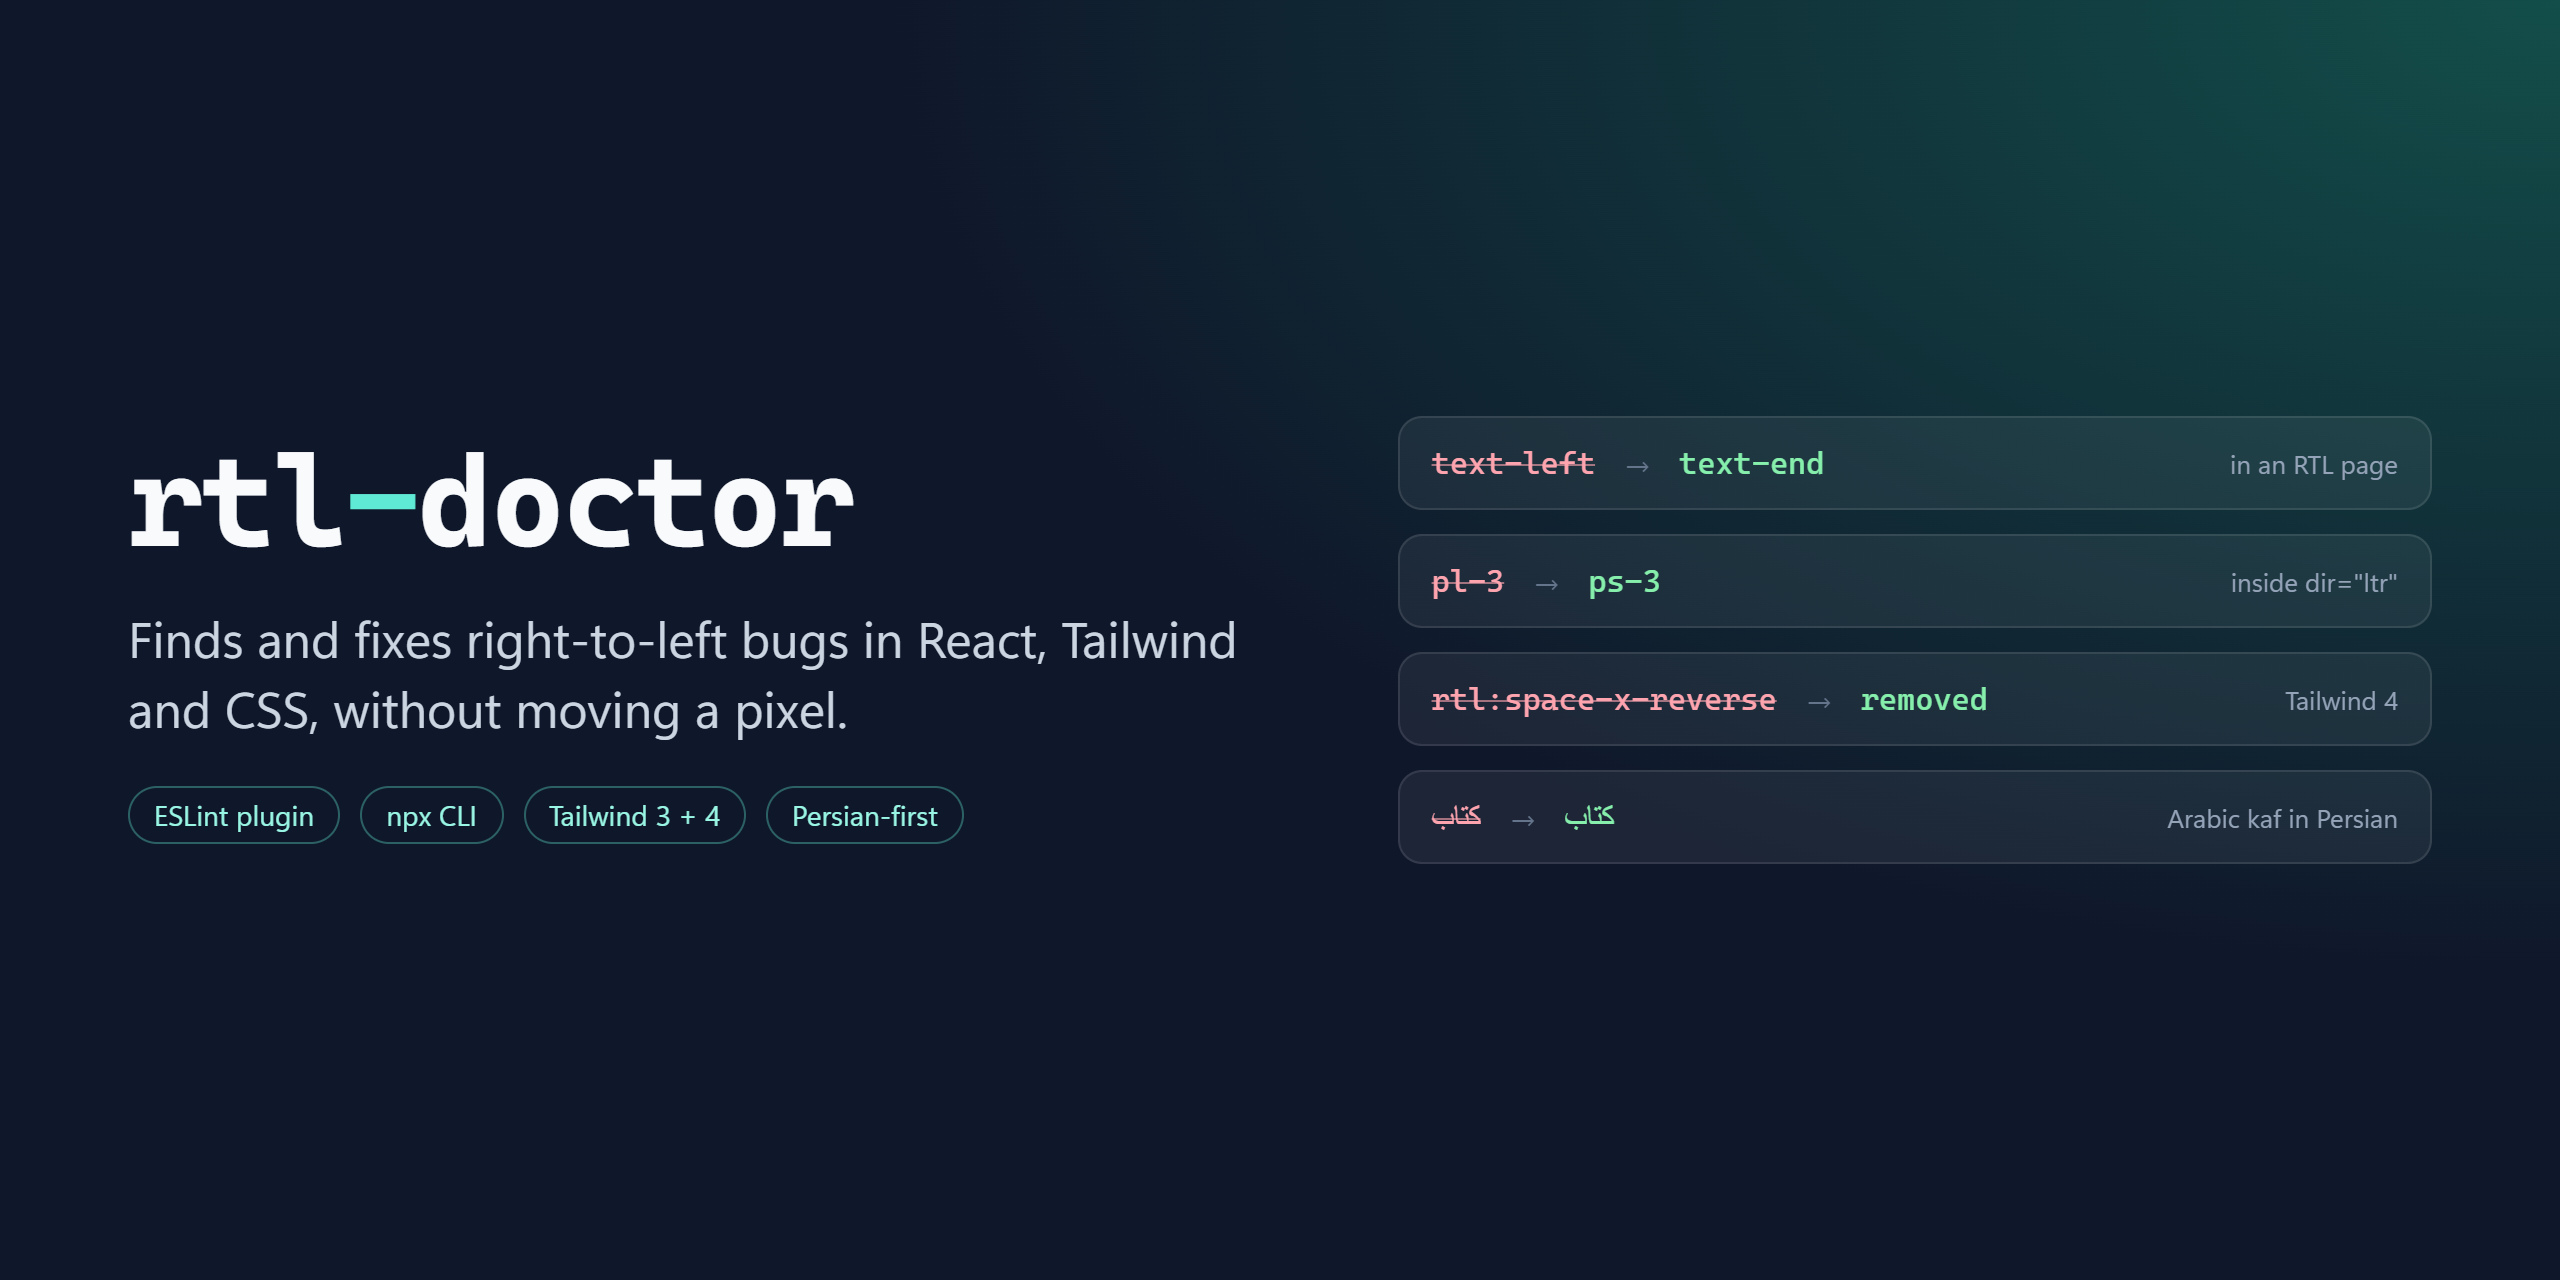 rtl-doctor
Finds and fixes right-to-left bugs in React, Tailwind
and CSS, without moving a pixel.
ESLint plugin npx CLI Tailwind 3 + 4 Persian-first
text-left → text-end in an RTL page
pl-3 → ps-3 inside dir="ltr"
rtl:space-x-reverse → removed Tailwind 4
كتاب → کتاب Arabic kaf in Persian